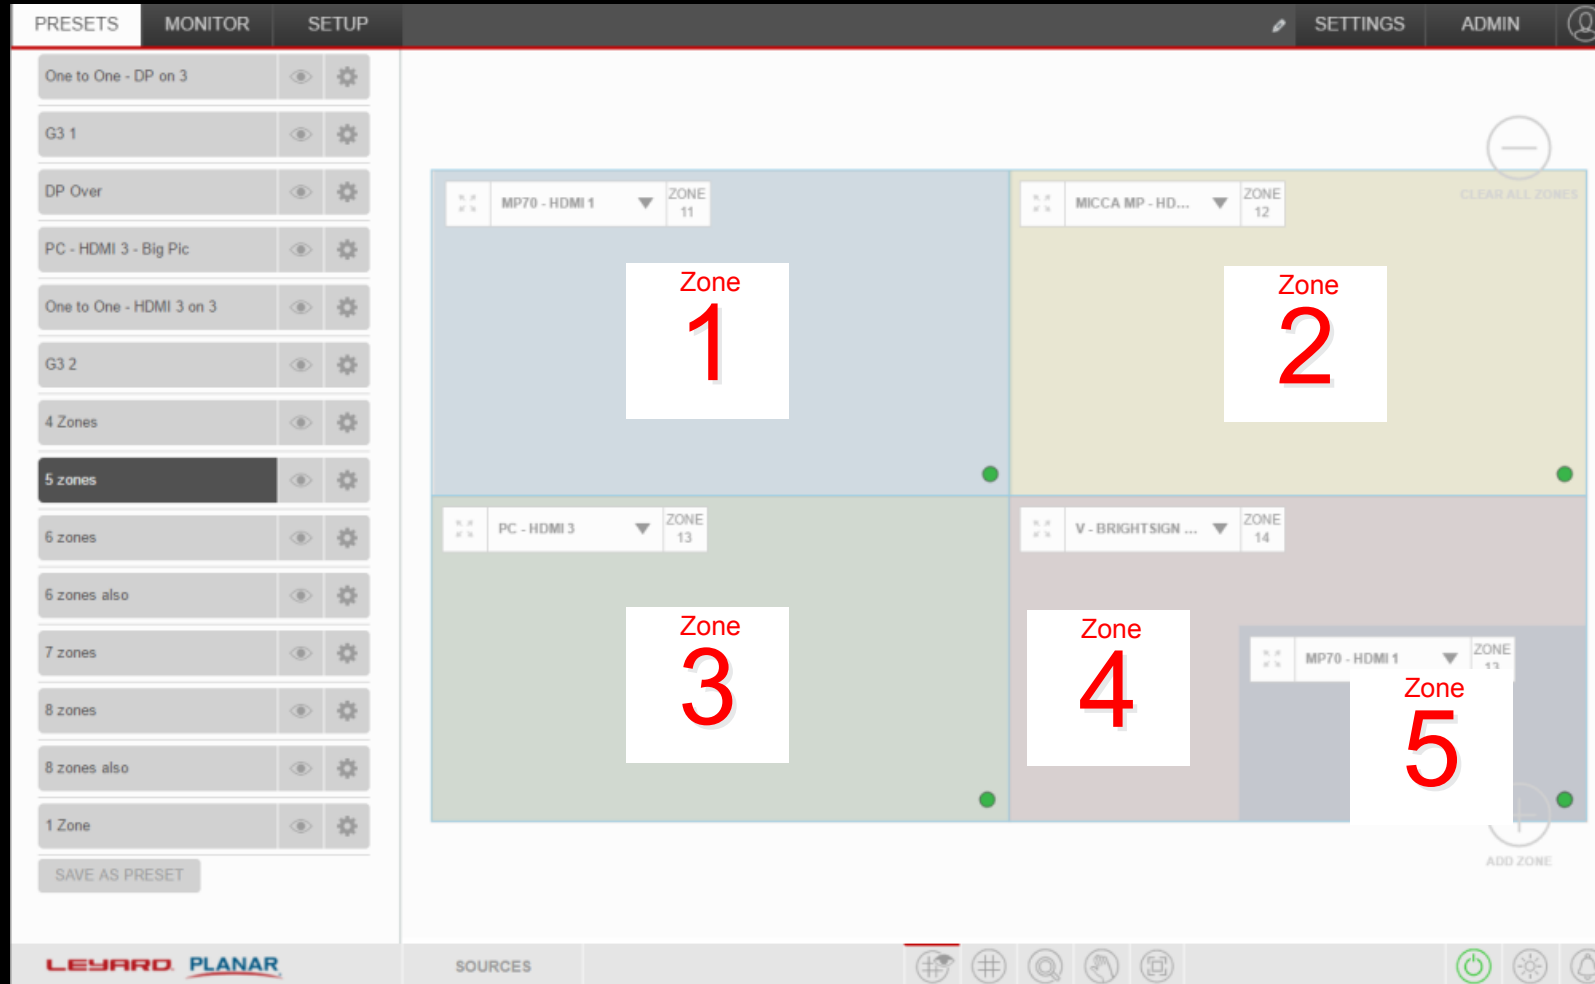 PRESETS MONITOR SETUP SETTINGS ADMIN
One to One - DP on 3
G3 1
DP Over
PC - HDMI 3 - Big Pic
One to One - HDMI 3 on 3
G3 2
4 Zones
5 zones
6 zones
6 zones also
7 zones
8 zones
8 zones also
1 Zone
SAVE AS PRESET
CLEAR ALL ZONES
MP70 - HDMI 1 ZONE 11
Zone
1
MICCA MP - HD... ZONE 12
Zone
2
PC - HDMI 3 ZONE 13
Zone
3
V - BRIGHTSIGN ... ZONE 14
Zone
4
MP70 - HDMI 1 ZONE 13
Zone
5
ADD ZONE
LEYARD PLANAR SOURCES